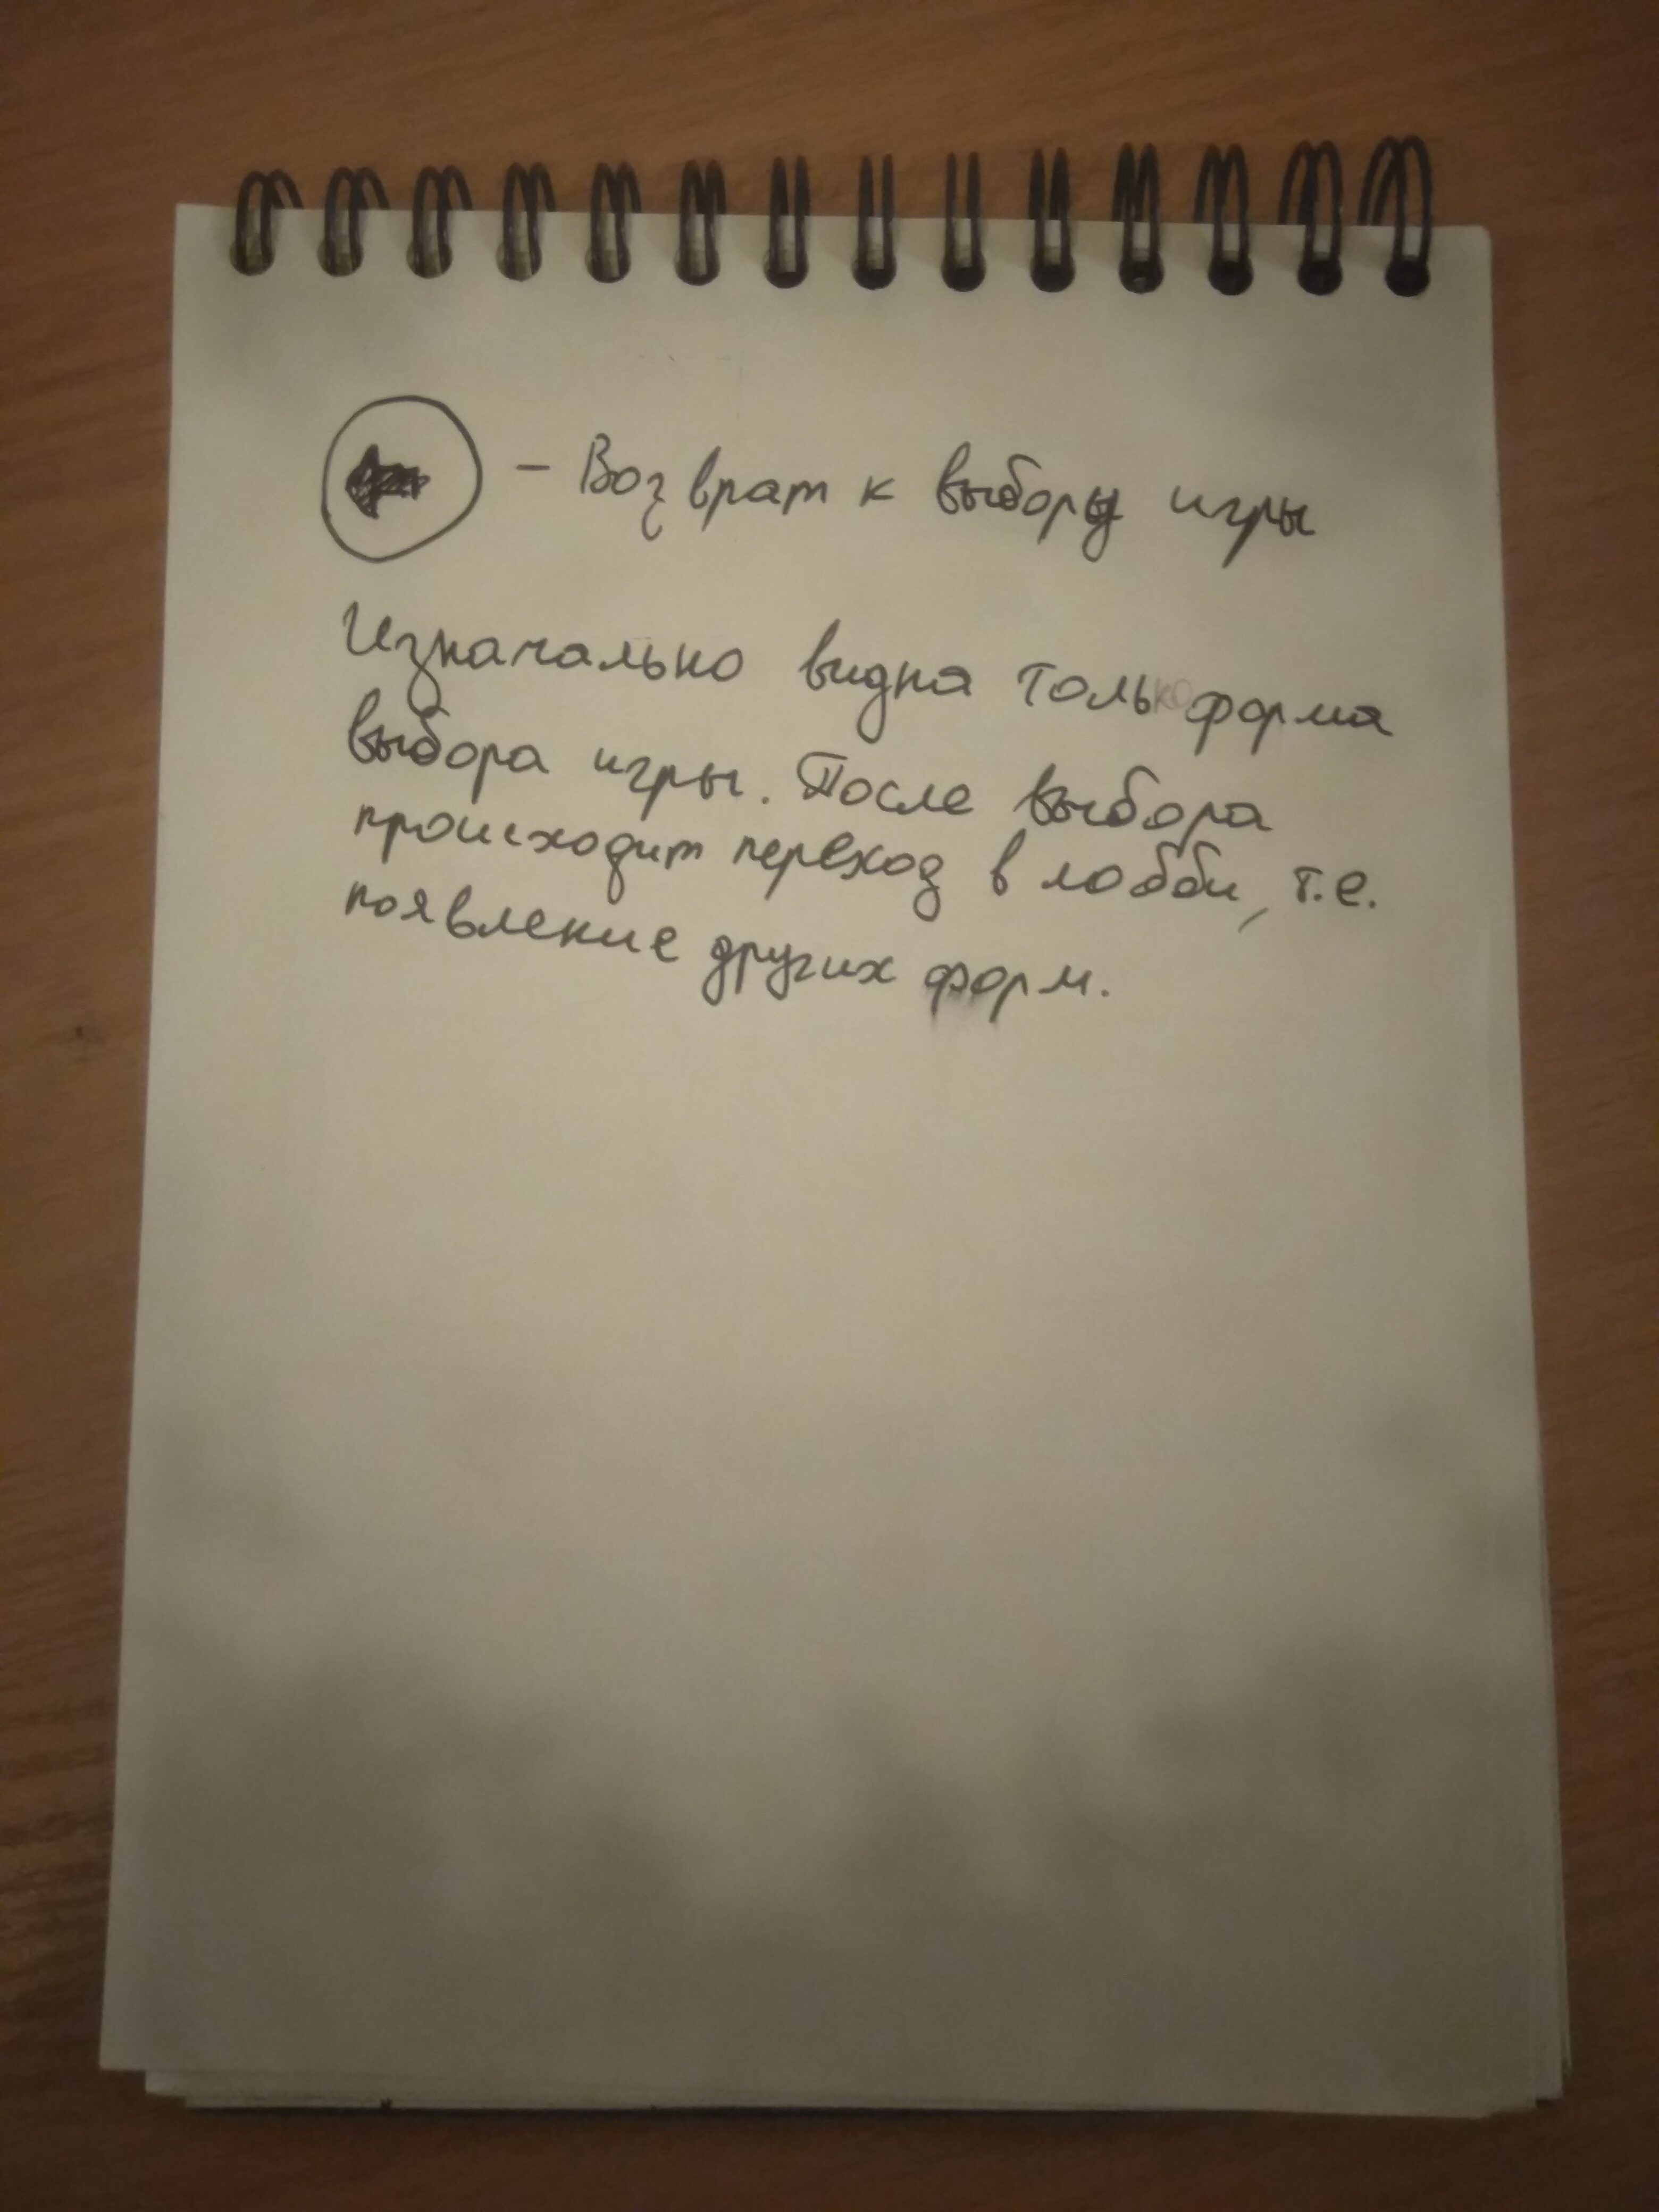 - Возврат к выбору игры
Изначально видна только форма
выбора игры. После выбора
происходит переход в лобби, т.е.
появление других форм.